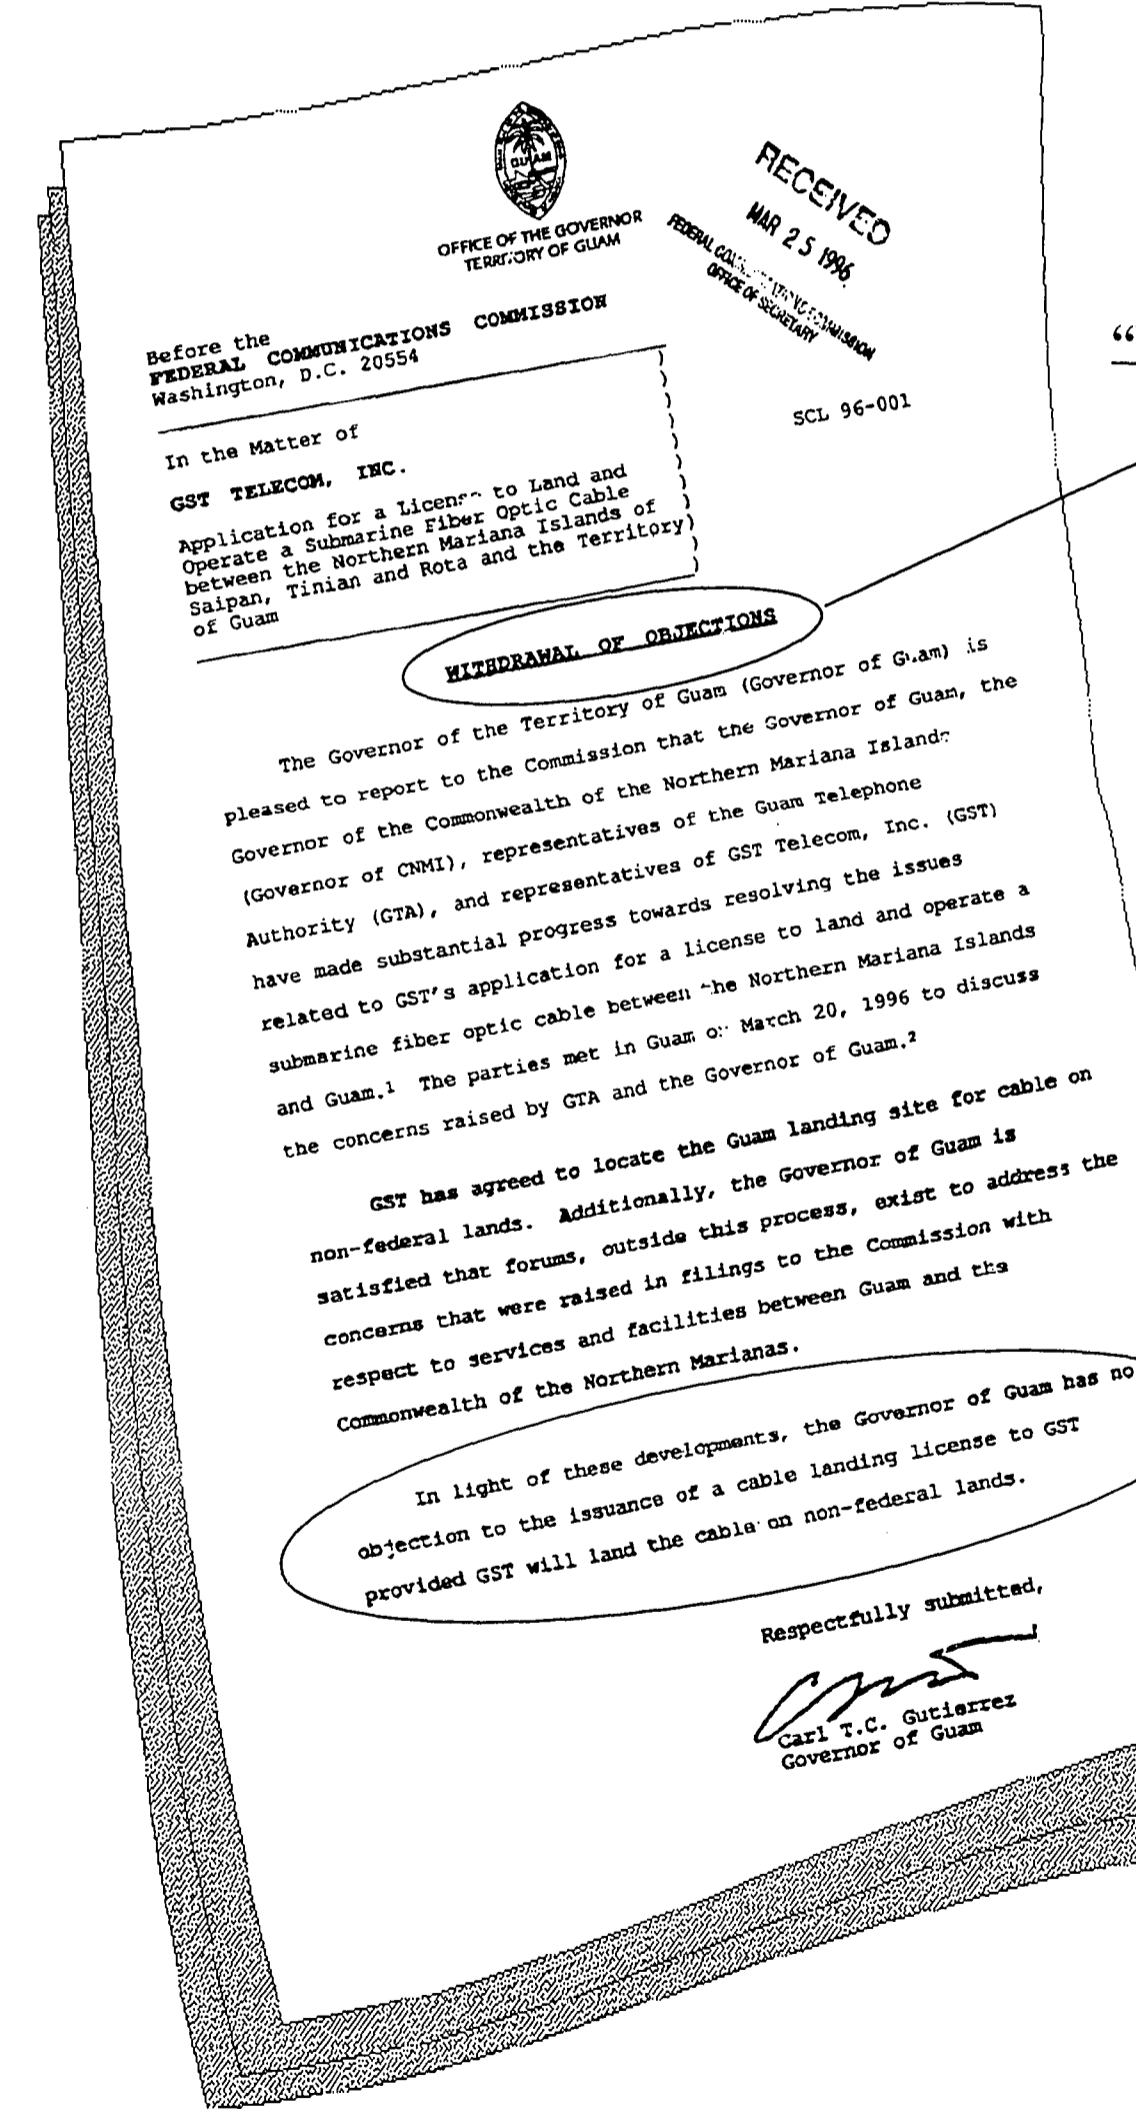 GUAM
OFFICE OF THE GOVERNOR
TERRITORY OF GUAM
RECEIVED
MAR 25 1996
FEDERAL COMMUNICATIONS COMMISSION
OFFICE OF SECRETARY
Before the
FEDERAL COMMUNICATIONS COMMISSION
Washington, D.C. 20554
In the Matter of
GST TELECOM, INC.
Application for a License to Land and
Operate a Submarine Fiber Optic Cable
between the Northern Mariana Islands of
Saipan, Tinian and Rota and the Territory)
of Guam
)
)
)
)
)
)
)
)
)
)
SCL 96-001
“
WITHDRAWAL OF OBJECTIONS
The Governor of the Territory of Guam (Governor of Guam) is
pleased to report to the Commission that the Governor of Guam, the
Governor of the Commonwealth of the Northern Mariana Islands
(Governor of CNMI), representatives of the Guam Telephone
Authority (GTA), and representatives of GST Telecom, Inc. (GST)
have made substantial progress towards resolving the issues
related to GST's application for a license to land and operate a
submarine fiber optic cable between the Northern Mariana Islands
and Guam.1 The parties met in Guam on March 20, 1996 to discuss
the concerns raised by GTA and the Governor of Guam.2
GST has agreed to locate the Guam landing site for cable on
non-federal lands. Additionally, the Governor of Guam is
satisfied that forums, outside this process, exist to address the
concerns that were raised in filings to the Commission with
respect to services and facilities between Guam and the
Commonwealth of the Northern Marianas.
In light of these developments, the Governor of Guam has no
objection to the issuance of a cable landing license to GST
provided GST will land the cable on non-federal lands.
Respectfully submitted,
Carl T.C. Gutierrez
Governor of Guam